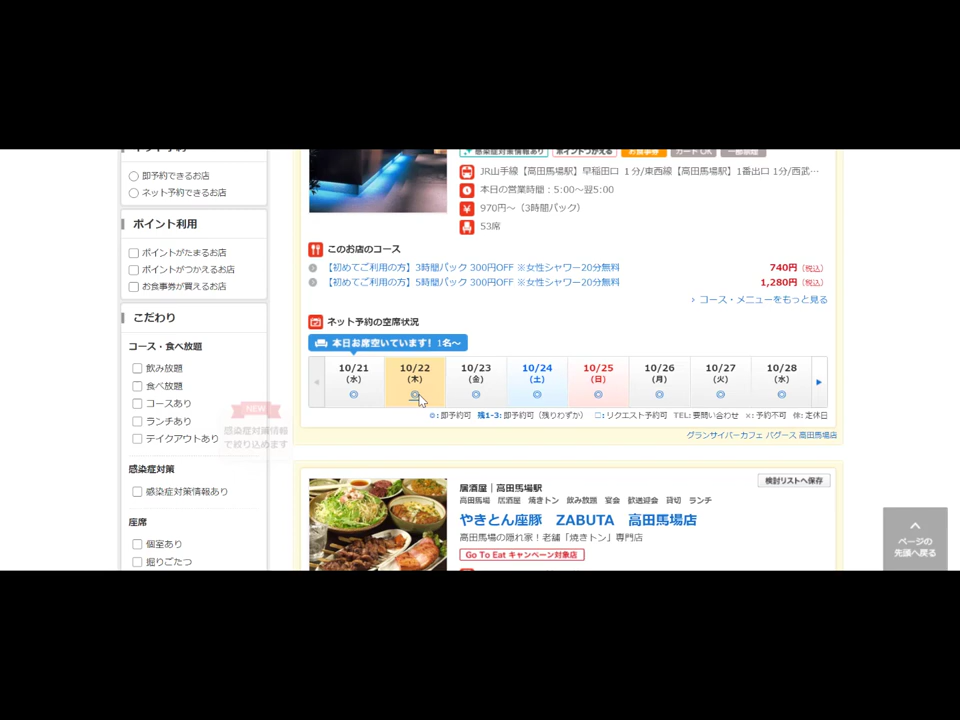 即予約できるお店
ネット予約できるお店
ポイント利用
ポイントがたまるお店
ポイントがつかえるお店
お食事券が買えるお店
こだわり
コース・食べ放題
飲み放題
食べ放題
コースあり
ランチあり
テイクアウトあり
NEW
感染症対策情報
で絞り込めます
感染症対策
感染症対策情報あり
座席
個室あり
掘りごたつ
感染症対策情報あり ポイントつかえる
JR山手線【高田馬場駅】早稲田口 1分/東西線【高田馬場駅】1番出口 1分/西武…
本日の営業時間：5:00～翌5:00
970円～（3時間パック）
53席
このお店のコース
【初めてご利用の方】3時間パック 300円OFF ※女性シャワー20分無料 740円（税込）
【初めてご利用の方】5時間パック 300円OFF ※女性シャワー20分無料 1,280円（税込）
› コース・メニューをもっと見る
ネット予約の空席状況
本日お席空いています! 1名～
10/21 10/22 10/23 10/24 10/25 10/26 10/27 10/28
(水) (木) (金) (土) (日) (月) (火) (水)
◎ ◎ ◎ ◎ ◎ ◎ ◎ ◎
◎：即予約可 残1-3：即予約可（残りわずか） □：リクエスト予約可 TEL：要問い合わせ ×：予約不可 休：定休日
グランサイバーカフェ バグース 高田馬場店
検討リストへ保存
居酒屋｜高田馬場駅
高田馬場 居酒屋 焼きトン 飲み放題 宴会 歓送迎会 貸切 ランチ
やきとん座豚 ZABUTA 高田馬場店
高田馬場の隠れ家！老舗「焼きトン」専門店
Go To Eat キャンペーン対象店
ページの
先頭へ戻る